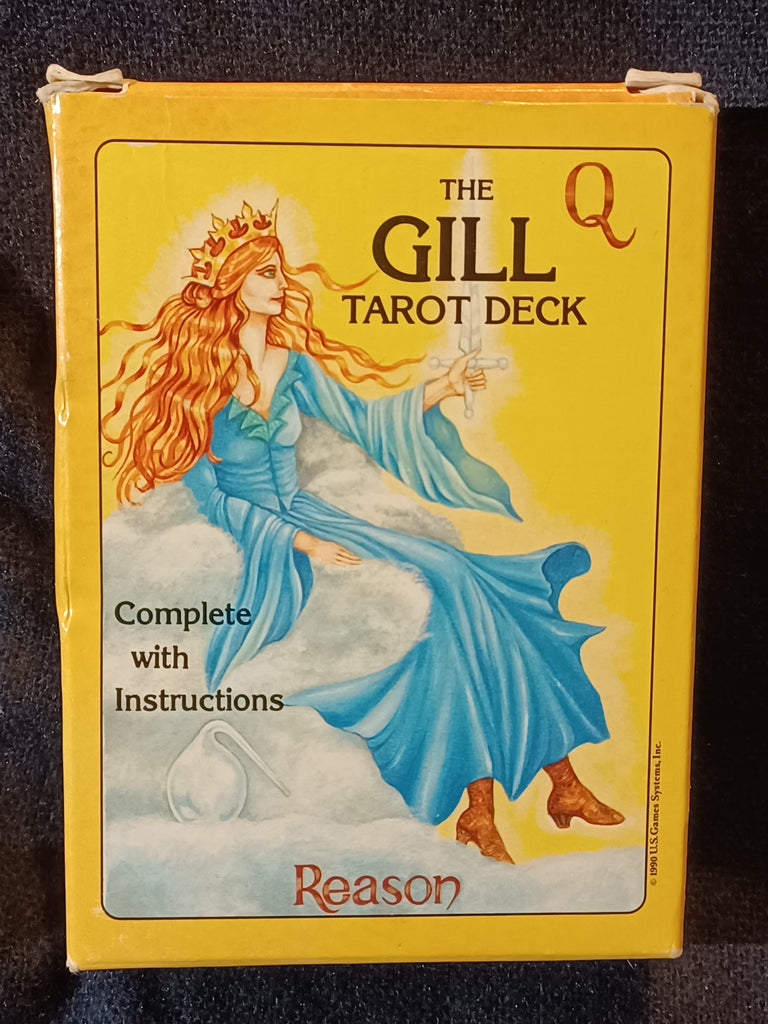 THE
Q
GILL
TAROT DECK
Complete
with
Instructions
Reason
© 1990 U.S. Games Systems, Inc.